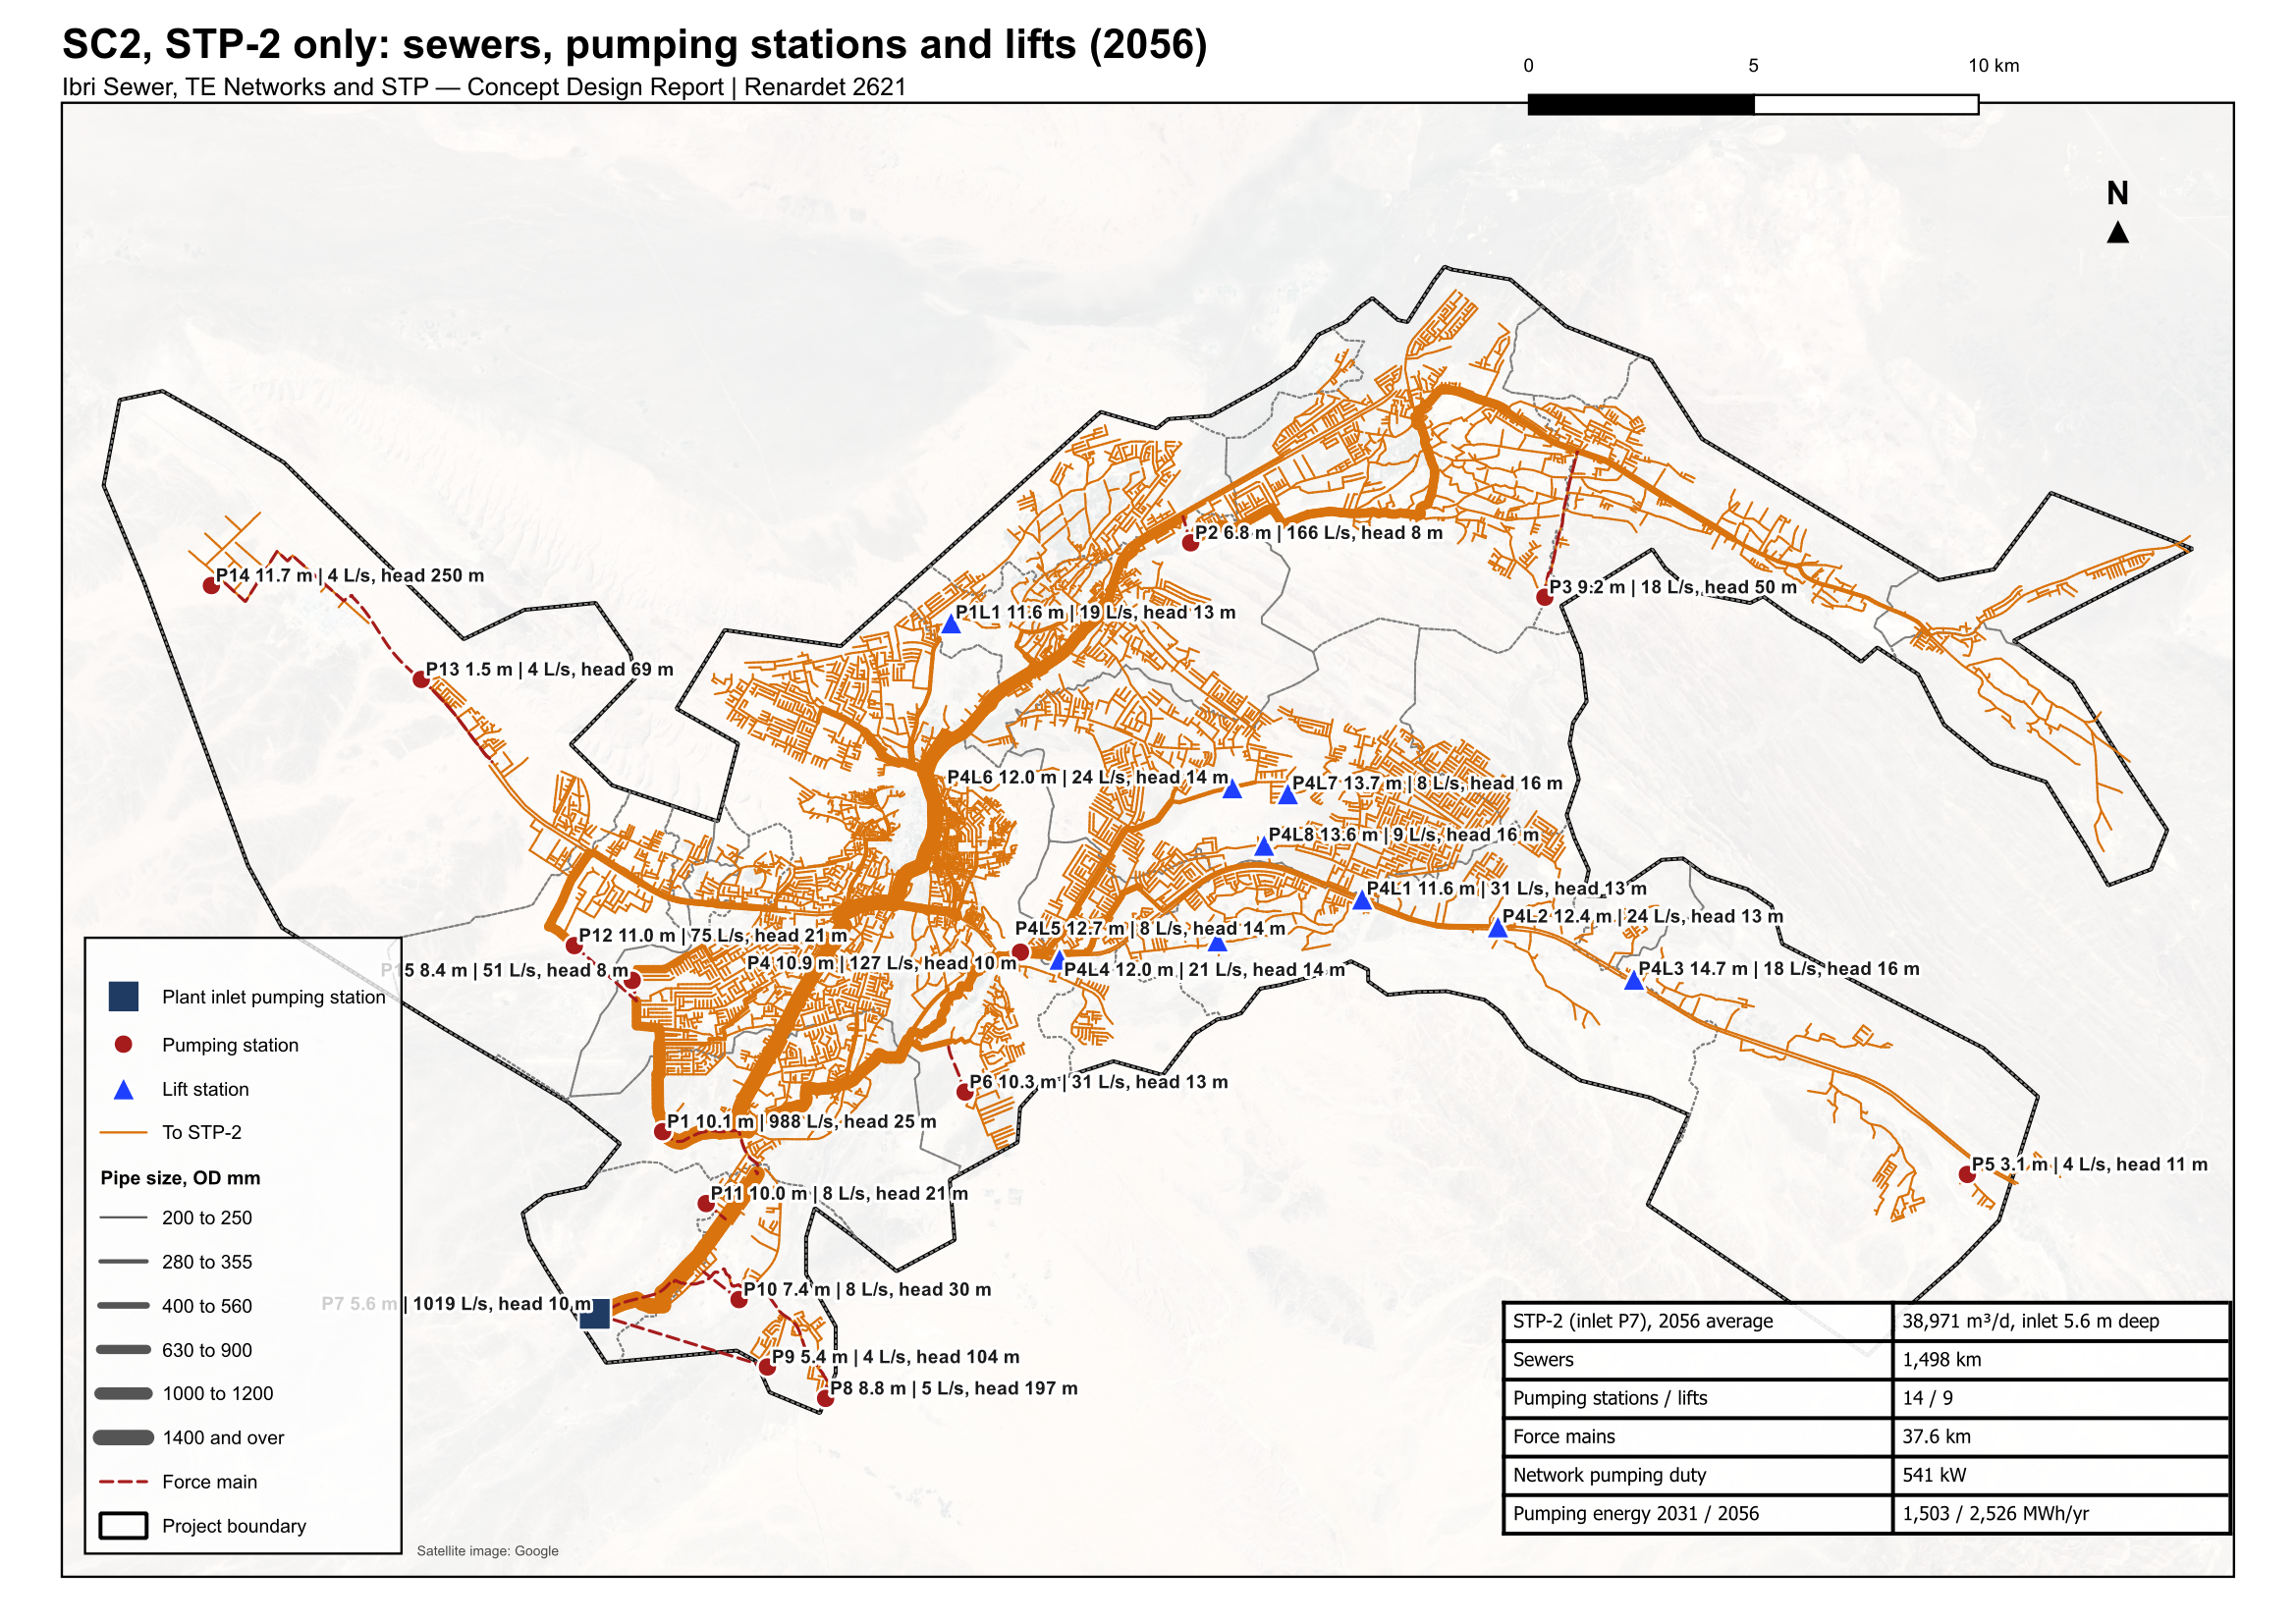 SC2, STP-2 only: sewers, pumping stations and lifts (2056)
Ibri Sewer, TE Networks and STP — Concept Design Report | Renardet 2621
0 5 10 km
N
P2 6.8 m | 166 L/s, head 8 m
P14 11.7 m | 4 L/s, head 250 m
P3 9.2 m | 18 L/s, head 50 m
P1L1 11.6 m | 19 L/s, head 13 m
P13 1.5 m | 4 L/s, head 69 m
P4L6 12.0 m | 24 L/s, head 14 m
P4L7 13.7 m | 8 L/s, head 16 m
P4L8 13.6 m | 9 L/s, head 16 m
P4L1 11.6 m | 31 L/s, head 13 m
P4L2 12.4 m | 24 L/s, head 13 m
P4L5 12.7 m | 8 L/s, head 14 m
P12 11.0 m | 75 L/s, head 21 m
P4 10.9 m | 127 L/s, head 10 m
P4L4 12.0 m | 21 L/s, head 14 m
P4L3 14.7 m | 18 L/s, head 16 m
P15 8.4 m | 51 L/s, head 8 m
P6 10.3 m | 31 L/s, head 13 m
P1 10.1 m | 988 L/s, head 25 m
P5 3.1 m | 4 L/s, head 11 m
P11 10.0 m | 8 L/s, head 21 m
P10 7.4 m | 8 L/s, head 30 m
P7 5.6 m | 1019 L/s, head 10 m
P9 5.4 m | 4 L/s, head 104 m
P8 8.8 m | 5 L/s, head 197 m
Plant inlet pumping station
Pumping station
Lift station
To STP-2
Pipe size, OD mm
200 to 250
280 to 355
400 to 560
630 to 900
1000 to 1200
1400 and over
Force main
Project boundary
Satellite image: Google
STP-2 (inlet P7), 2056 average 38,971 m³/d, inlet 5.6 m deep
Sewers 1,498 km
Pumping stations / lifts 14 / 9
Force mains 37.6 km
Network pumping duty 541 kW
Pumping energy 2031 / 2056 1,503 / 2,526 MWh/yr